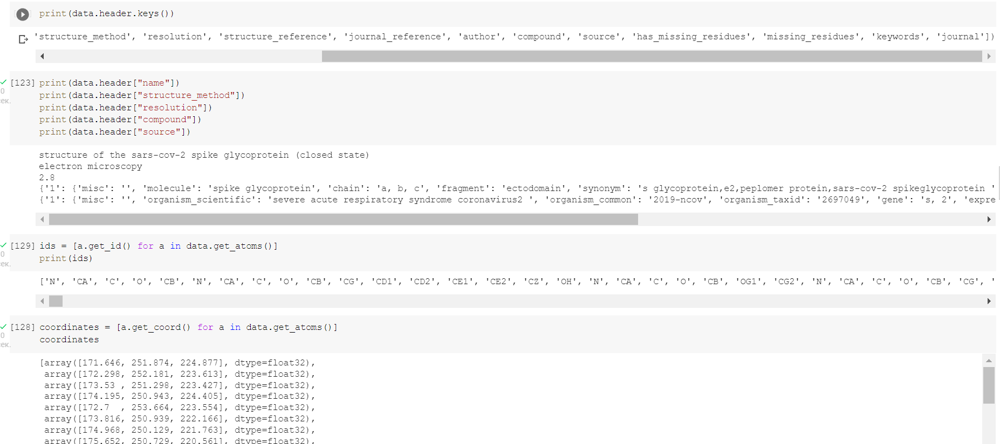 print(data.header.keys())
'structure_method', 'resolution', 'structure_reference', 'journal_reference', 'author', 'compound', 'source', 'has_missing_residues', 'missing_residues', 'keywords', 'journal'])
[123] print(data.header["name"])
0 print(data.header["structure_method"])
сек. print(data.header["resolution"])
print(data.header["compound"])
print(data.header["source"])
structure of the sars-cov-2 spike glycoprotein (closed state)
electron microscopy
2.8
{'1': {'misc': '', 'molecule': 'spike glycoprotein', 'chain': 'a, b, c', 'fragment': 'ectodomain', 'synonym': 's glycoprotein,e2,peplomer protein,sars-cov-2 spikeglycoprotein '
{'1': {'misc': '', 'organism_scientific': 'severe acute respiratory syndrome coronavirus2 ', 'organism_common': '2019-ncov', 'organism_taxid': '2697049', 'gene': 's, 2', 'expre
[129] ids = [a.get_id() for a in data.get_atoms()]
0 print(ids)
сек.
['N', 'CA', 'C', 'O', 'CB', 'N', 'CA', 'C', 'O', 'CB', 'CG', 'CD1', 'CD2', 'CE1', 'CE2', 'CZ', 'OH', 'N', 'CA', 'C', 'O', 'CB', 'OG1', 'CG2', 'N', 'CA', 'C', 'O', 'CB', 'CG', '
[128] coordinates = [a.get_coord() for a in data.get_atoms()]
0 coordinates
сек.
[array([171.646, 251.874, 224.877], dtype=float32),
array([172.298, 252.181, 223.613], dtype=float32),
array([173.53 , 251.298, 223.427], dtype=float32),
array([174.195, 250.943, 224.405], dtype=float32),
array([172.7  , 253.664, 223.554], dtype=float32),
array([173.816, 250.939, 222.166], dtype=float32),
array([174.968, 250.129, 221.763], dtype=float32),
array([175.652, 250.729, 220.561], dtype=float32),